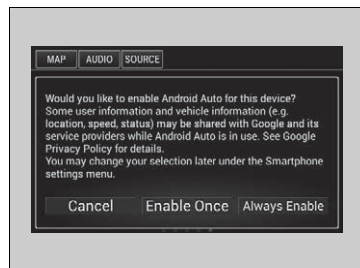 MAP AUDIO SOURCE
Would you like to enable Android Auto for this device?
Some user information and vehicle information (e.g.
location, speed, status) may be shared with Google and its
service providers while Android Auto is in use. See Google
Privacy Policy for details.
You may change your selection later under the Smartphone
settings menu.
Cancel Enable Once Always Enable